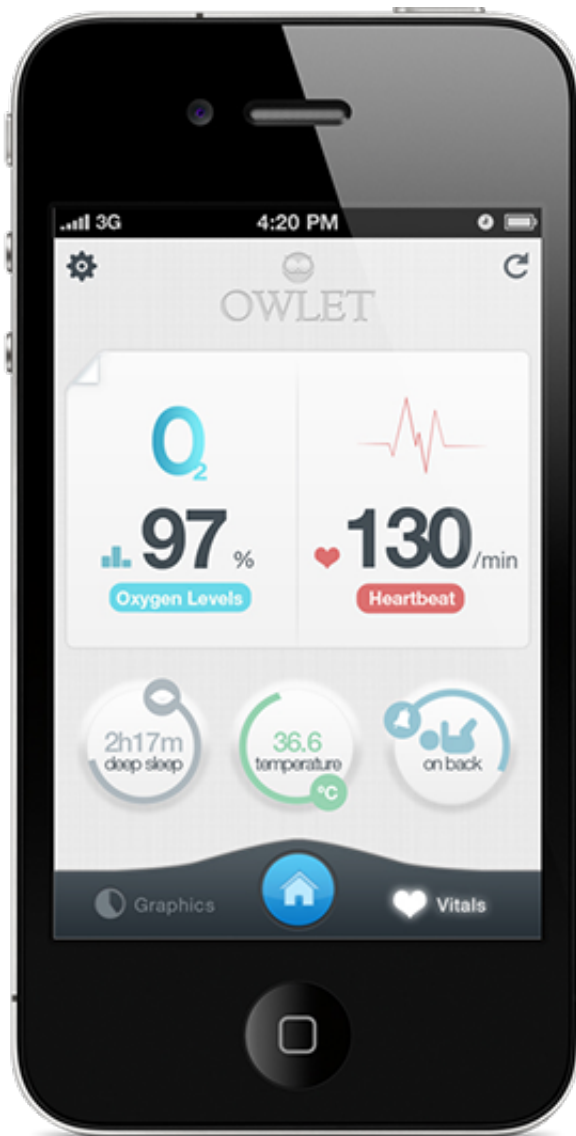 3G 4:20 PM
OWLET
O2
97 %
130 /min
Oxygen Levels
Heartbeat
2h17m
deep sleep
36.6
temperature
°C
on back
Graphics
Vitals